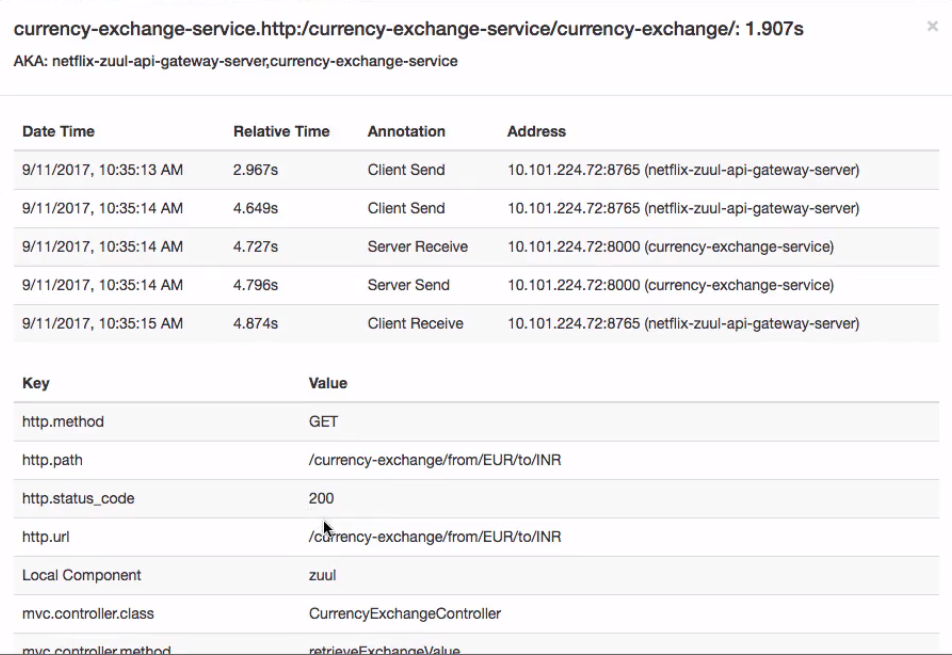 currency-exchange-service.http:/currency-exchange-service/currency-exchange/: 1.907s
×
AKA: netflix-zuul-api-gateway-server,currency-exchange-service
Date Time Relative Time Annotation Address
9/11/2017, 10:35:13 AM 2.967s Client Send 10.101.224.72:8765 (netflix-zuul-api-gateway-server)
9/11/2017, 10:35:14 AM 4.649s Client Send 10.101.224.72:8765 (netflix-zuul-api-gateway-server)
9/11/2017, 10:35:14 AM 4.727s Server Receive 10.101.224.72:8000 (currency-exchange-service)
9/11/2017, 10:35:14 AM 4.796s Server Send 10.101.224.72:8000 (currency-exchange-service)
9/11/2017, 10:35:15 AM 4.874s Client Receive 10.101.224.72:8765 (netflix-zuul-api-gateway-server)
Key Value
http.method GET
http.path /currency-exchange/from/EUR/to/INR
http.status_code 200
http.url /currency-exchange/from/EUR/to/INR
Local Component zuul
mvc.controller.class CurrencyExchangeController
mvc.controller.method retrieveExchangeValue